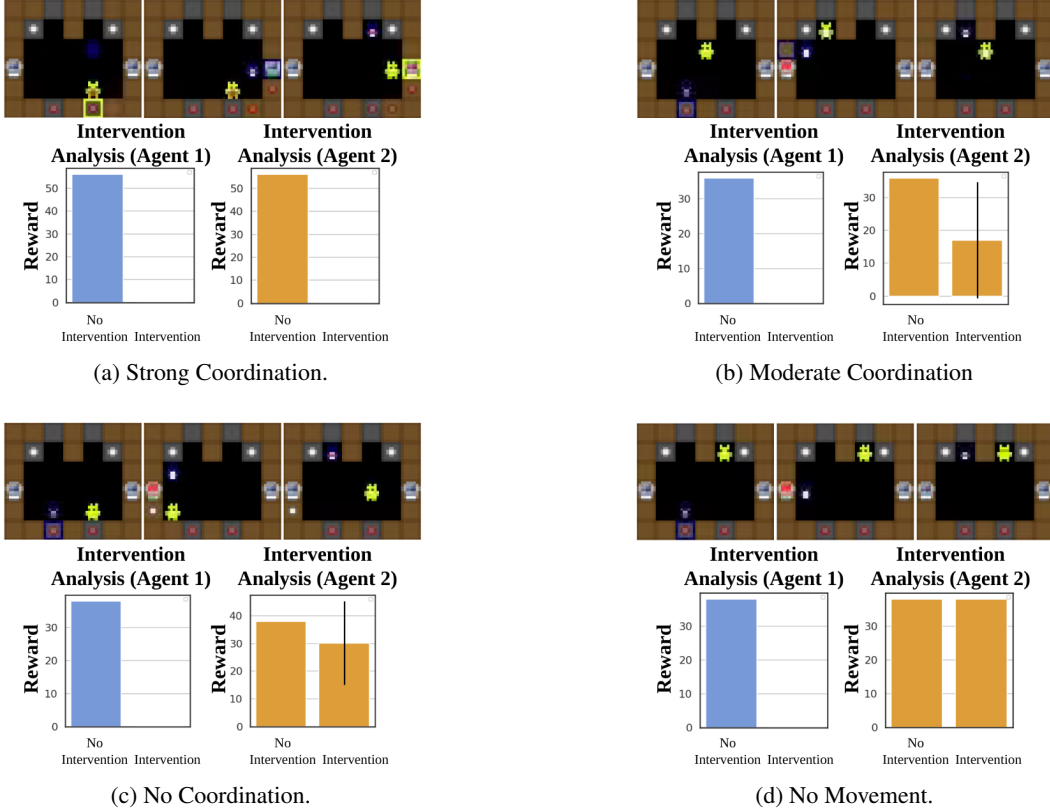 Intervention
Analysis (Agent 1)
Intervention
Analysis (Agent 2)
Reward
50
40
30
20
10
0
No
Intervention
Intervention
Reward
50
40
30
20
10
0
No
Intervention
Intervention
(a) Strong Coordination.
Intervention
Analysis (Agent 1)
Intervention
Analysis (Agent 2)
Reward
30
20
10
0
No
Intervention
Intervention
Reward
30
20
10
0
No
Intervention
Intervention
(b) Moderate Coordination
Intervention
Analysis (Agent 1)
Intervention
Analysis (Agent 2)
Reward
30
20
10
0
No
Intervention
Intervention
Reward
40
30
20
10
0
No
Intervention
Intervention
(c) No Coordination.
Intervention
Analysis (Agent 1)
Intervention
Analysis (Agent 2)
Reward
30
20
10
0
No
Intervention
Intervention
Reward
30
20
10
0
No
Intervention
Intervention
(d) No Movement.